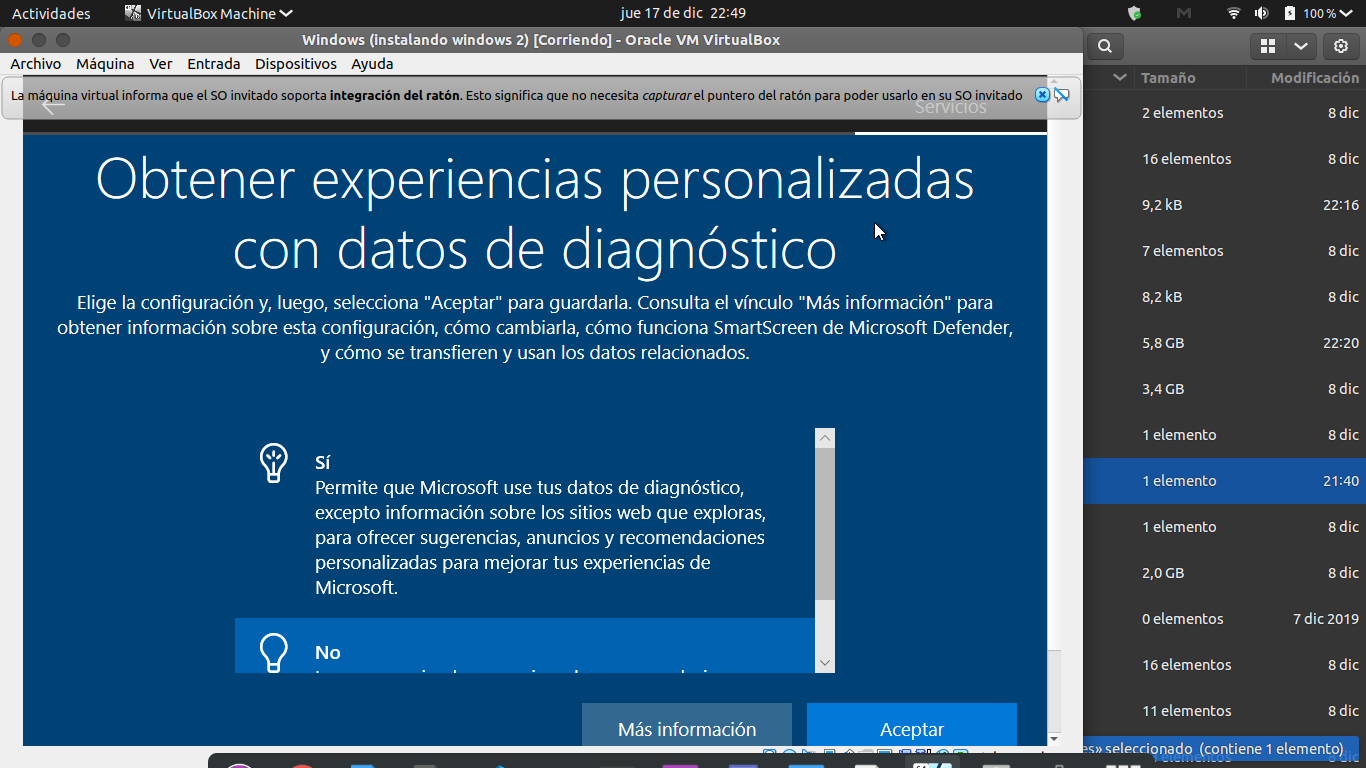 Actividades VirtualBox Machine jue 17 de dic 22:49 100 %
Windows (instalando windows 2) [Corriendo] - Oracle VM VirtualBox
Archivo Máquina Ver Entrada Dispositivos Ayuda
La máquina virtual informa que el SO invitado soporta integración del ratón. Esto significa que no necesita capturar el puntero del ratón para poder usarlo en su SO invitado
Servicios
Obtener experiencias personalizadas
con datos de diagnóstico
Elige la configuración y, luego, selecciona "Aceptar" para guardarla. Consulta el vínculo "Más información" para
obtener información sobre esta configuración, cómo cambiarla, cómo funciona SmartScreen de Microsoft Defender,
y cómo se transfieren y usan los datos relacionados.
Sí
Permite que Microsoft use tus datos de diagnóstico,
excepto información sobre los sitios web que exploras,
para ofrecer sugerencias, anuncios y recomendaciones
personalizadas para mejorar tus experiencias de
Microsoft.
No
Más información Aceptar
Tamaño Modificación
2 elementos 8 dic
16 elementos 8 dic
9,2 kB 22:16
7 elementos 8 dic
8,2 kB 8 dic
5,8 GB 22:20
3,4 GB 8 dic
1 elemento 8 dic
1 elemento 21:40
1 elemento 8 dic
2,0 GB 8 dic
0 elementos 7 dic 2019
16 elementos 8 dic
11 elementos 8 dic
es» seleccionado (contiene 1 elemento)